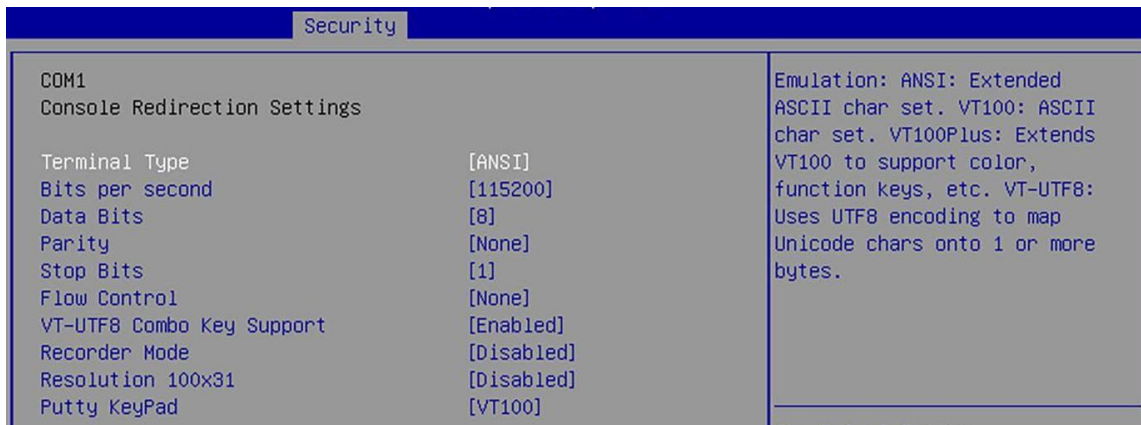 Security
COM1
Console Redirection Settings
Terminal Type [ANSI]
Bits per second [115200]
Data Bits [8]
Parity [None]
Stop Bits [1]
Flow Control [None]
VT-UTF8 Combo Key Support [Enabled]
Recorder Mode [Disabled]
Resolution 100x31 [Disabled]
Putty KeyPad [VT100]
Emulation: ANSI: Extended
ASCII char set. VT100: ASCII
char set. VT100Plus: Extends
VT100 to support color,
function keys, etc. VT-UTF8:
Uses UTF8 encoding to map
Unicode chars onto 1 or more
bytes.